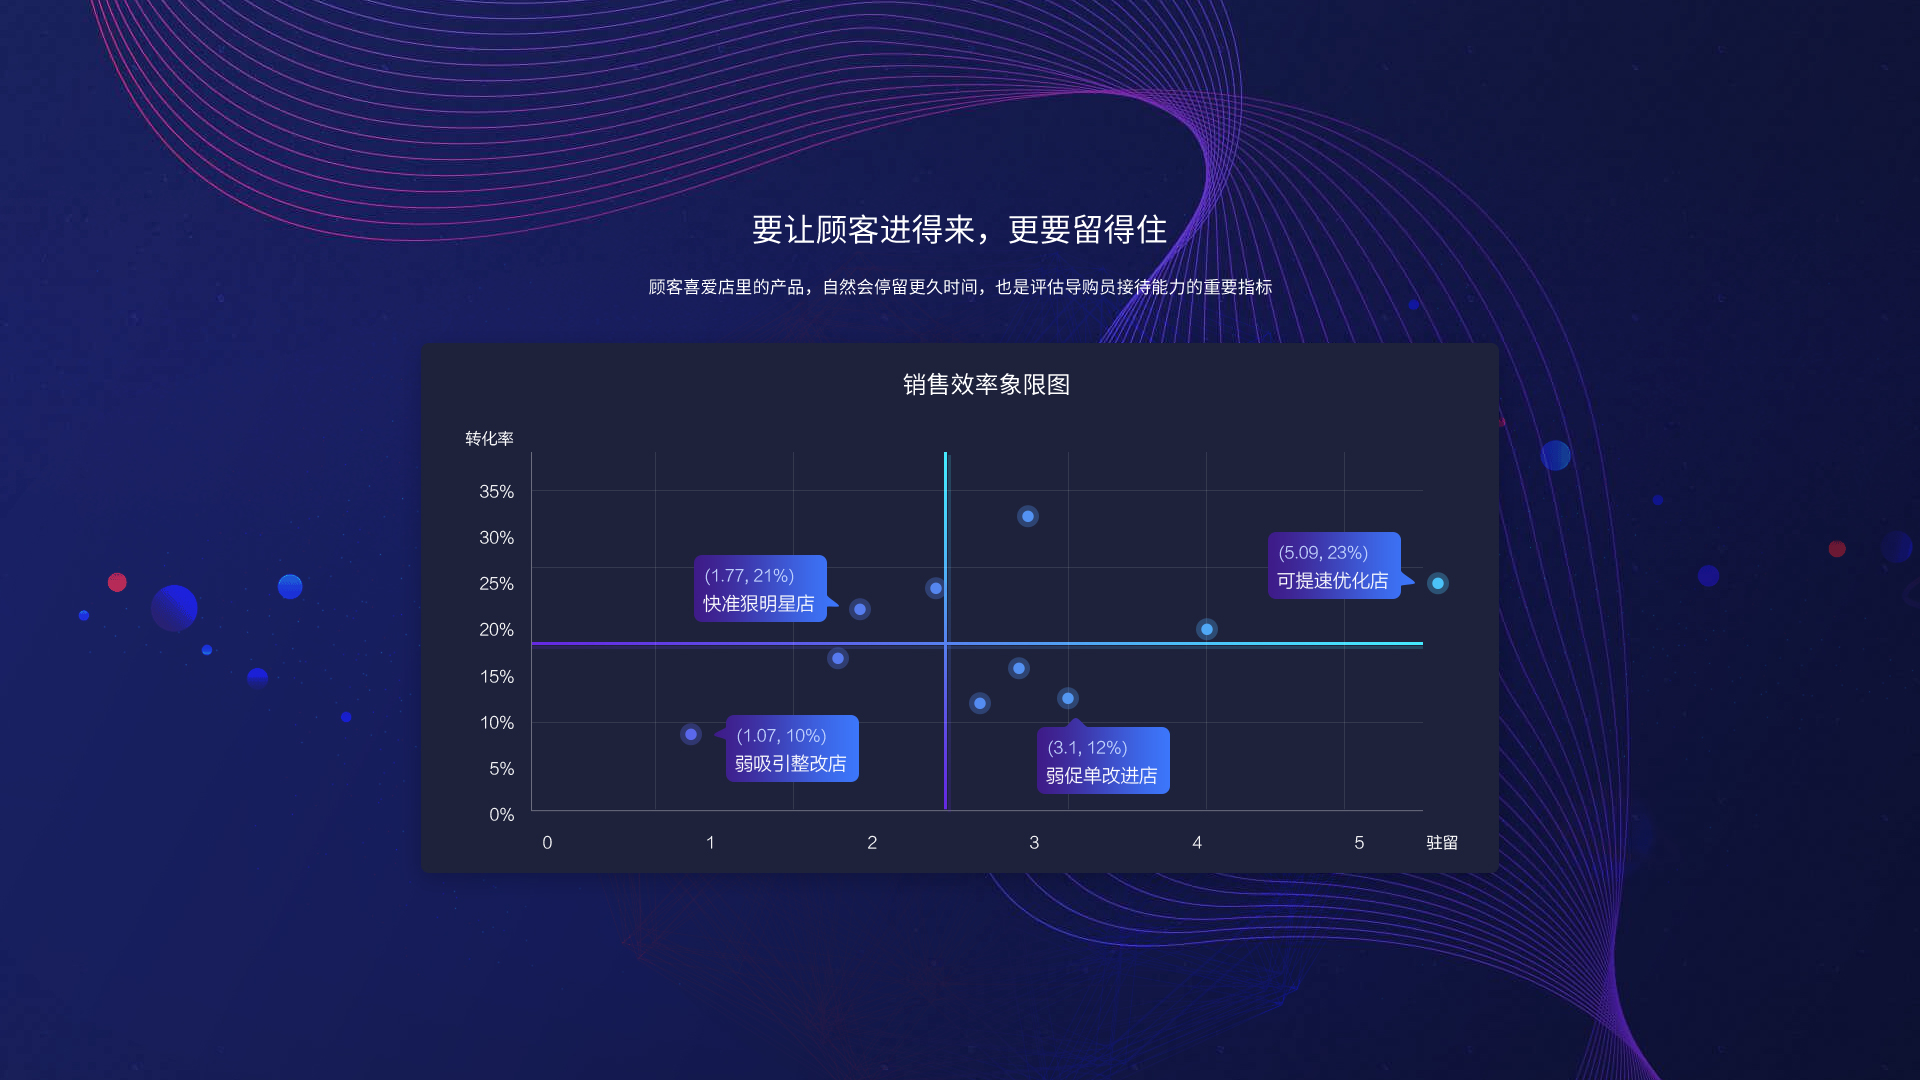 要让顾客进得来，更要留得住
顾客喜爱店里的产品，自然会停留更久时间，也是评估导购员接待能力的重要指标
销售效率象限图
转化率
35%
30%
25%
20%
15%
10%
5%
0%
(1.77, 21%)
快准狠明星店
(5.09, 23%)
可提速优化店
(1.07, 10%)
弱吸引整改店
(3.1, 12%)
弱促单改进店
0 1 2 3 4 5 驻留